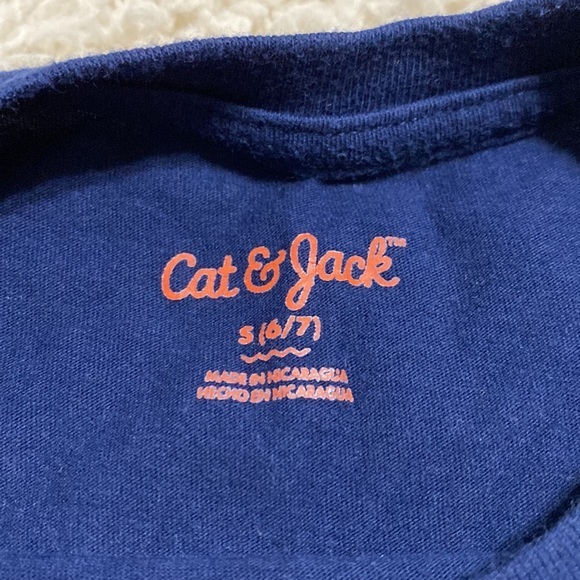 Cat & Jack™
S (6/7)
MADE IN NICARAGUA
HECHO EN NICARAGUA